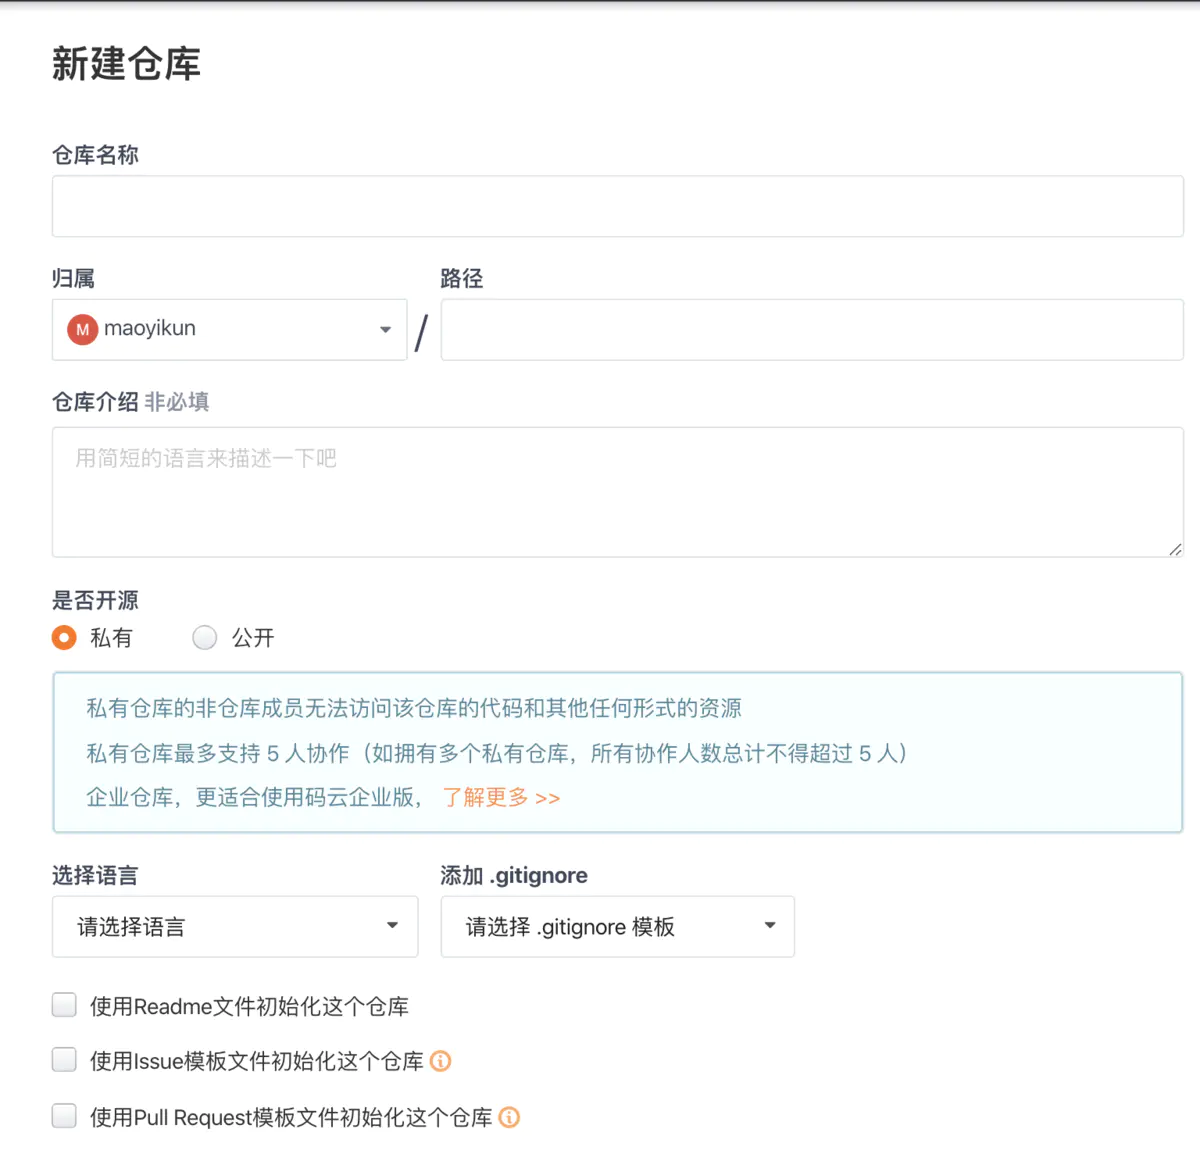 新建仓库
仓库名称
归属 路径
M maoyikun / 
仓库介绍 非必填
用简短的语言来描述一下吧
是否开源
私有 公开
私有仓库的非仓库成员无法访问该仓库的代码和其他任何形式的资源
私有仓库最多支持 5 人协作（如拥有多个私有仓库，所有协作人数总计不得超过 5 人）
企业仓库，更适合使用码云企业版， 了解更多 >>
选择语言 添加 .gitignore
请选择语言 请选择 .gitignore 模板
使用Readme文件初始化这个仓库
使用Issue模板文件初始化这个仓库
使用Pull Request模板文件初始化这个仓库